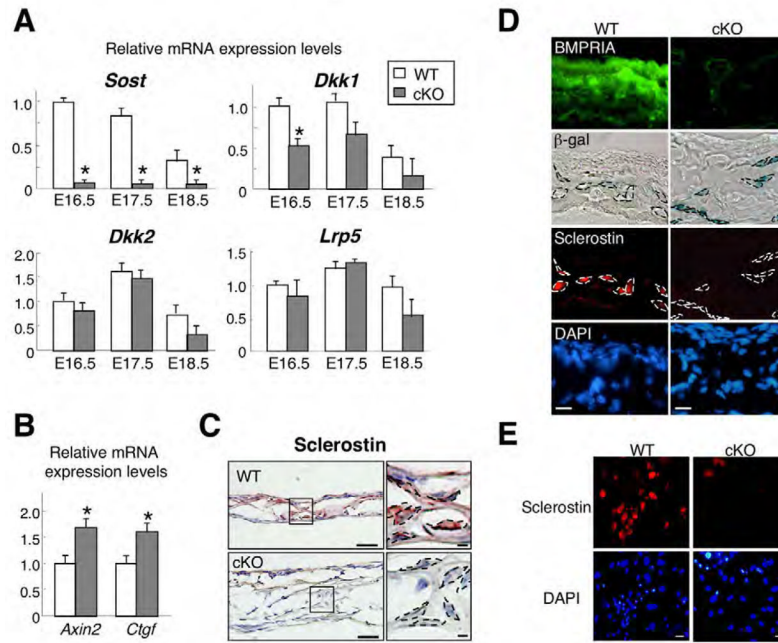 A
Relative mRNA expression levels
Sost
Dkk1
WT
cKO
1.0
0.5
0
* * *
E16.5 E17.5 E18.5
1.0
0.5
0
*
E16.5 E17.5 E18.5
Dkk2
Lrp5
2.0
1.5
1.0
0.5
0
E16.5 E17.5 E18.5
1.5
1.0
0.5
0
E16.5 E17.5 E18.5
B
Relative mRNA
expression levels
2.0
1.5
1.0
0.5
0
* *
Axin2 Ctgf
C
Sclerostin
WT
cKO
D
WT cKO
BMPRIA
β-gal
Sclerostin
DAPI
E
WT cKO
Sclerostin
DAPI